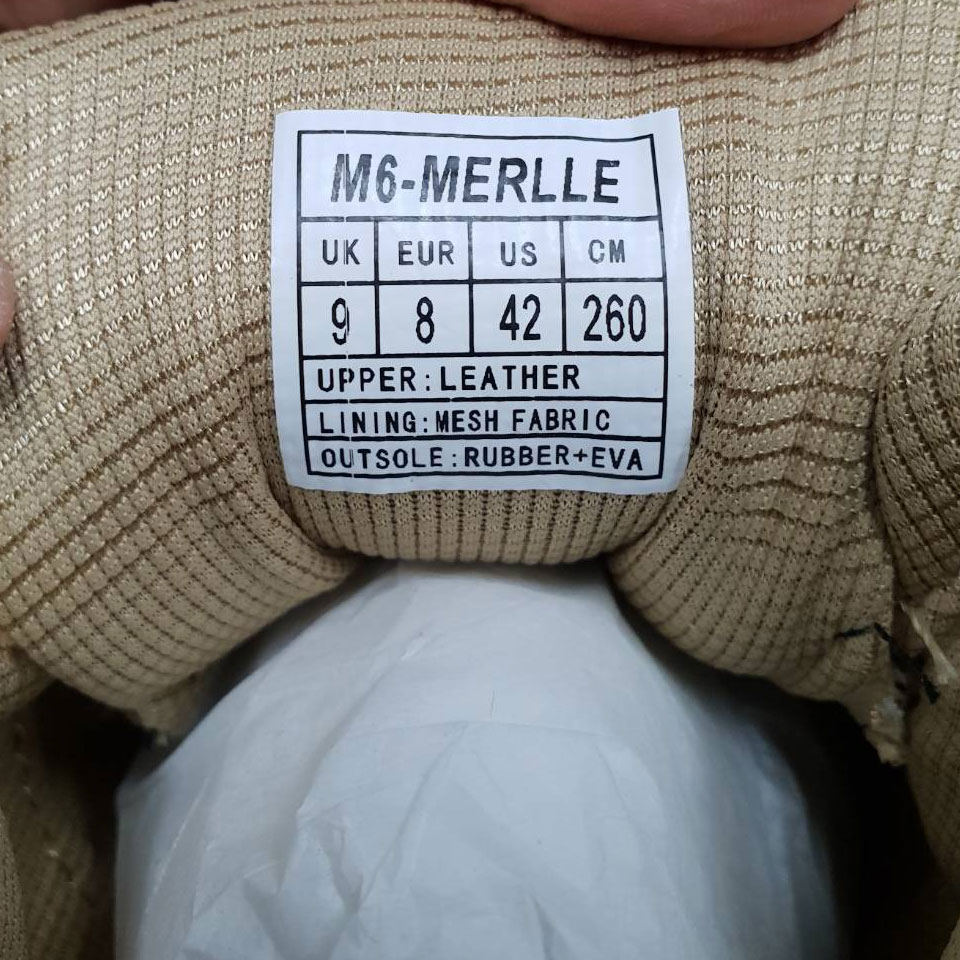 M6-MERLLE
UK EUR US CM
9 8 42 260
UPPER:LEATHER
LINING:MESH FABRIC
OUTSOLE:RUBBER+EVA